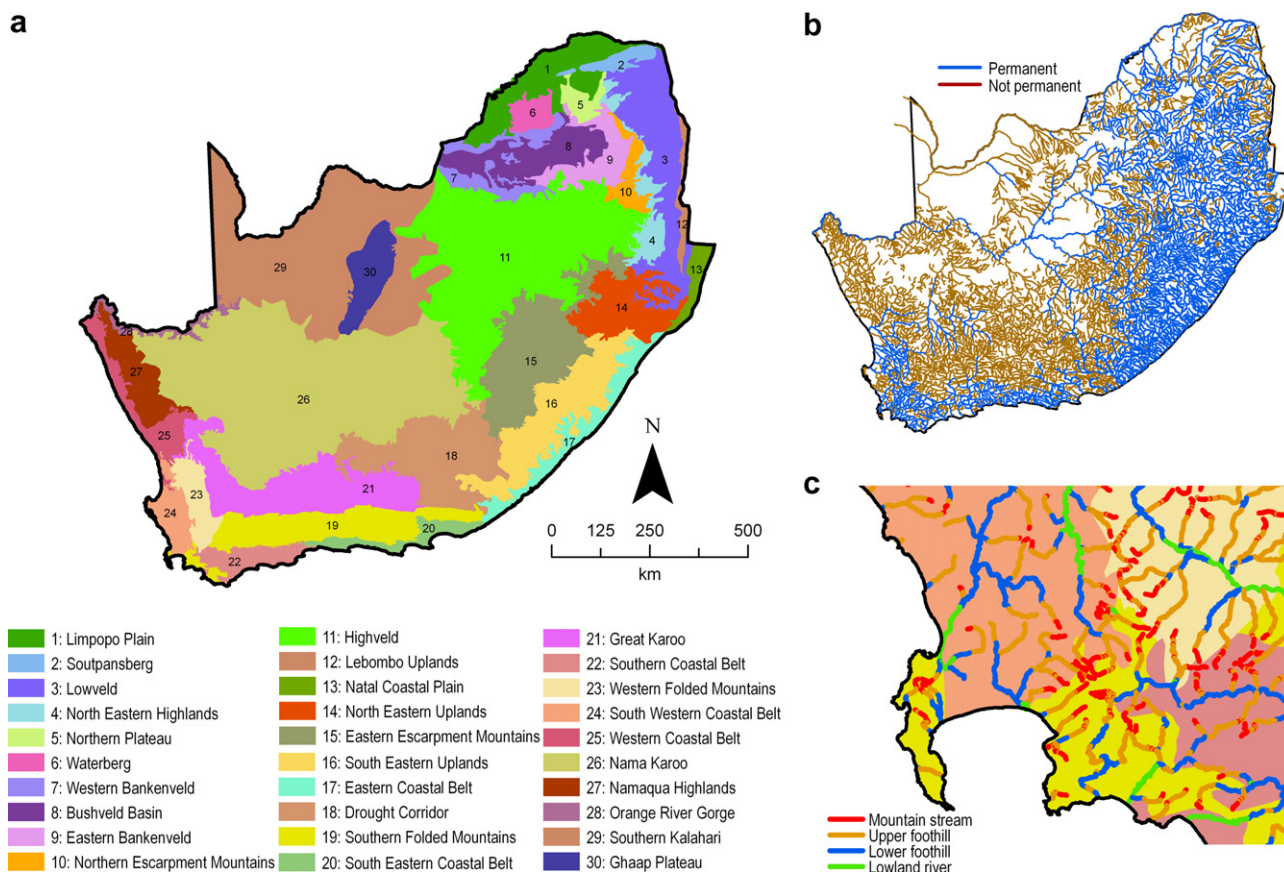 a
1
2
5
6
8
9
3
7
10
12
4
11
13
29
30
14
28
15
27
26
16
25
17
18
23
21
24
19
20
22
N
0 125 250 500
km
1: Limpopo Plain
2: Soutpansberg
3: Lowveld
4: North Eastern Highlands
5: Northern Plateau
6: Waterberg
7: Western Bankenveld
8: Bushveld Basin
9: Eastern Bankenveld
10: Northern Escarpment Mountains
11: Highveld
12: Lebombo Uplands
13: Natal Coastal Plain
14: North Eastern Uplands
15: Eastern Escarpment Mountains
16: South Eastern Uplands
17: Eastern Coastal Belt
18: Drought Corridor
19: Southern Folded Mountains
20: South Eastern Coastal Belt
21: Great Karoo
22: Southern Coastal Belt
23: Western Folded Mountains
24: South Western Coastal Belt
25: Western Coastal Belt
26: Nama Karoo
27: Namaqua Highlands
28: Orange River Gorge
29: Southern Kalahari
30: Ghaap Plateau
b
Permanent
Not permanent
c
Mountain stream
Upper foothill
Lower foothill
Lowland river